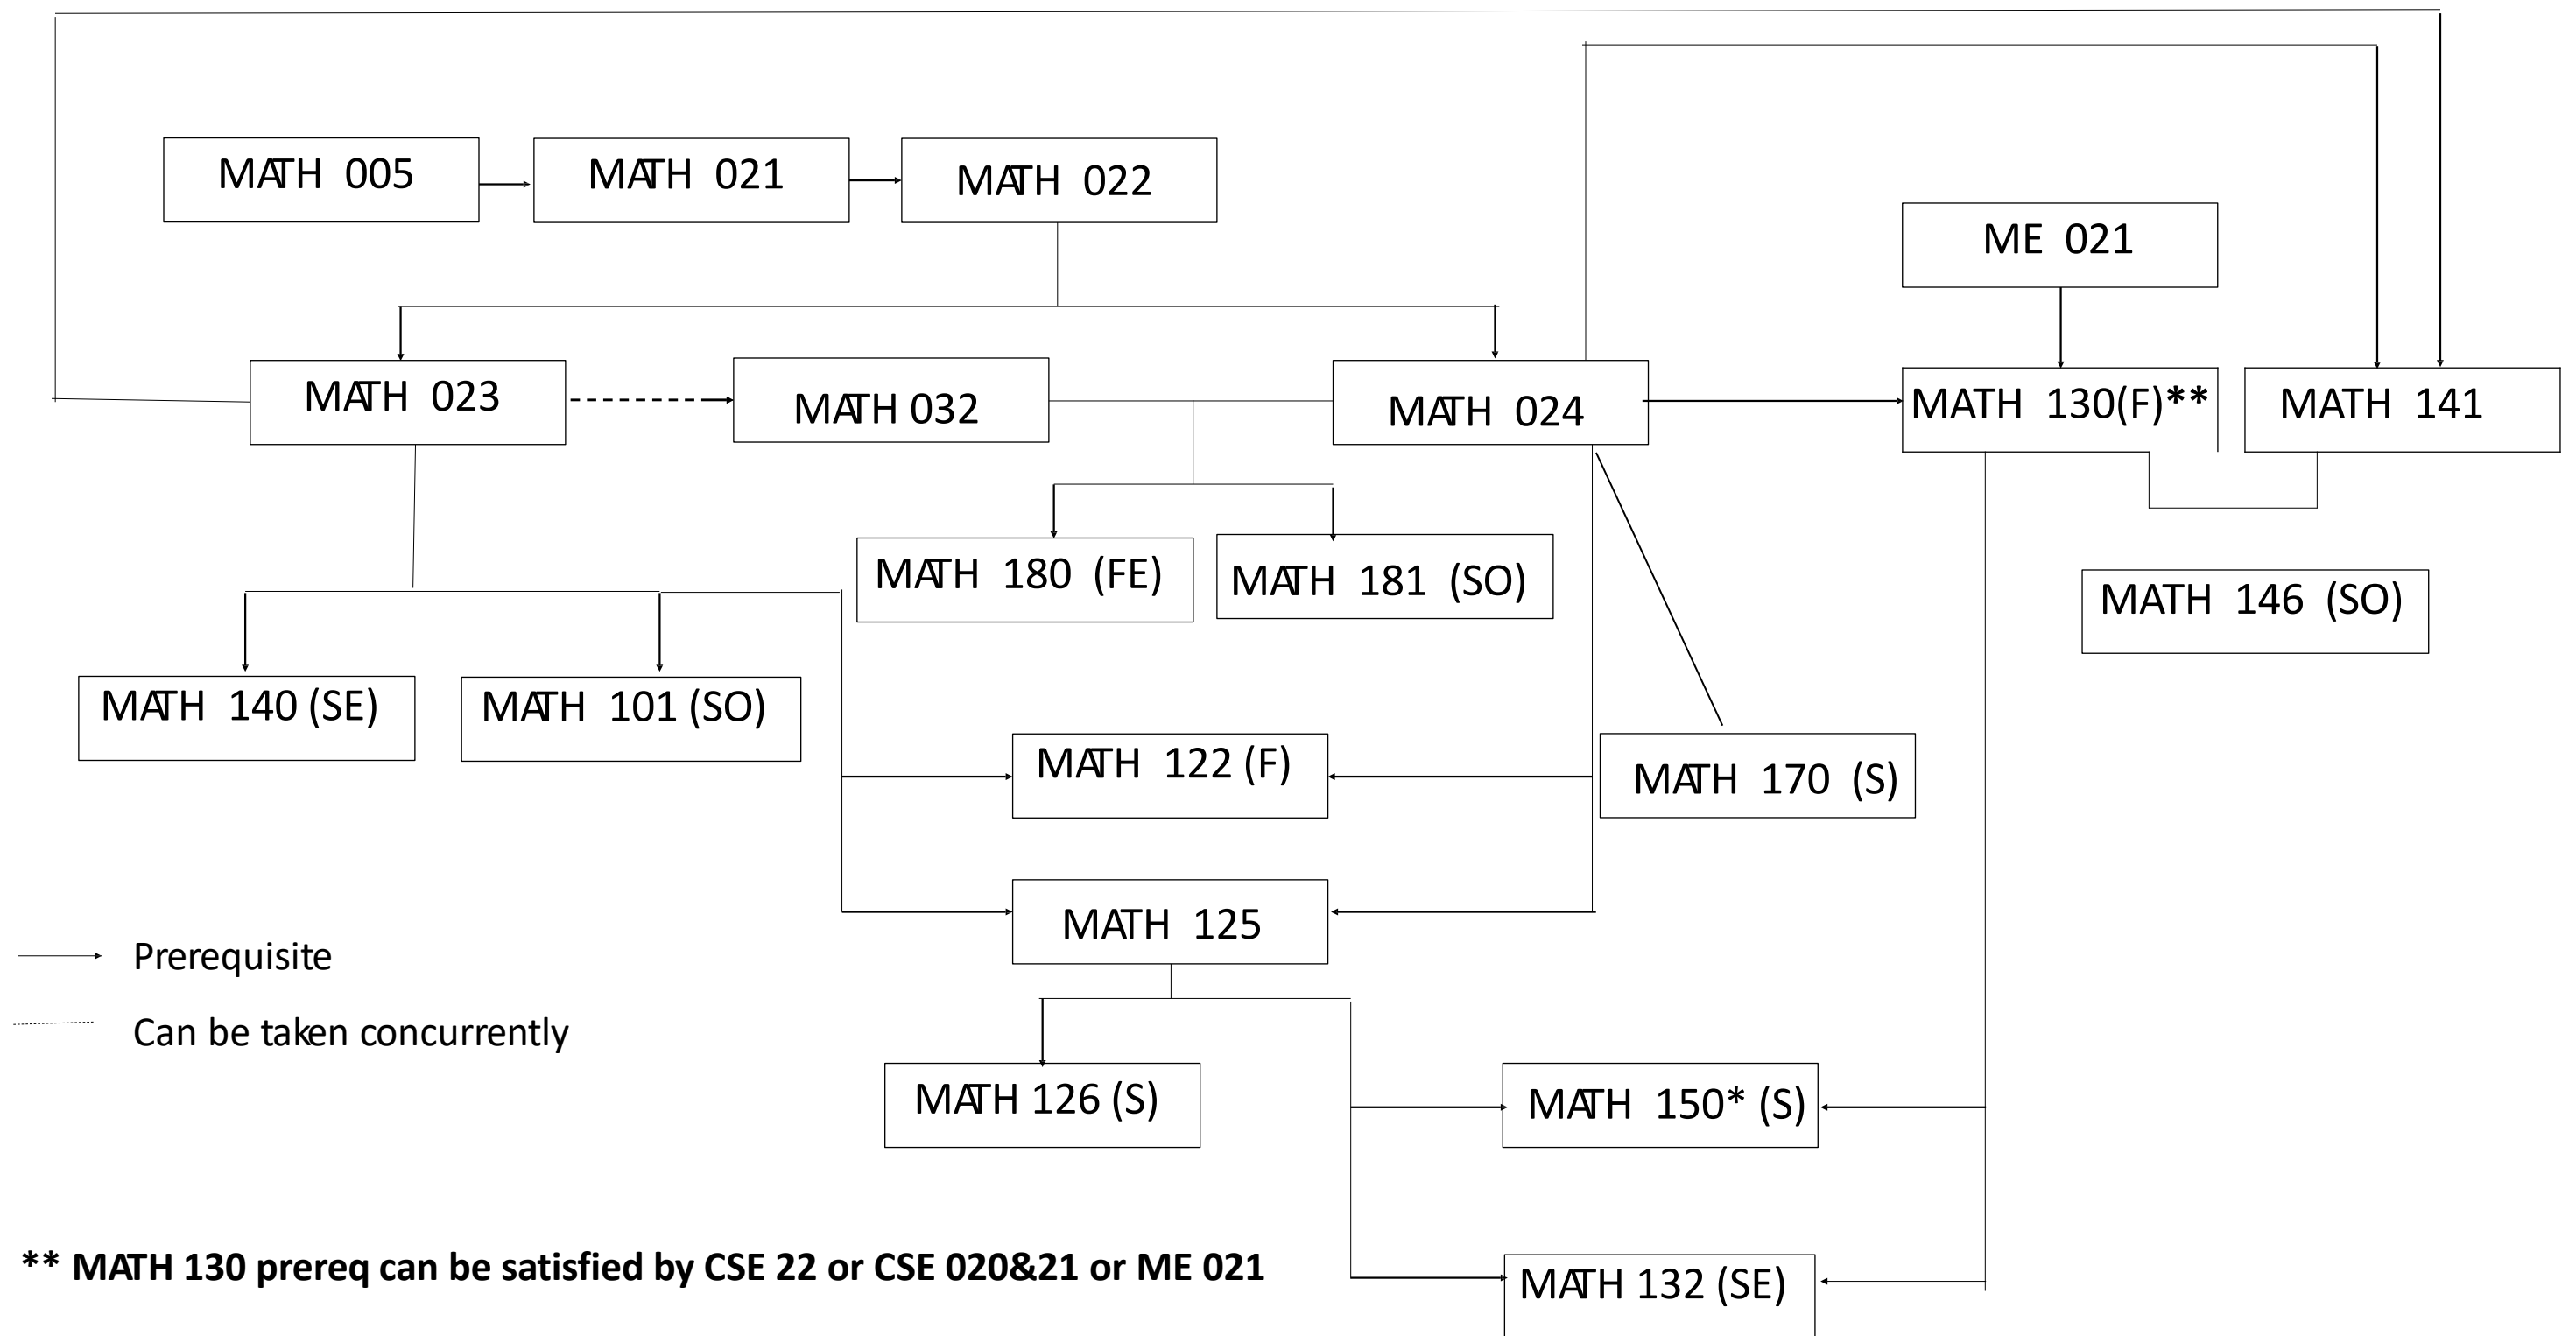 MATH 005
MATH 021
MATH 022
ME 021
MATH 023
MATH 032
MATH 024
MATH 130(F)**
MATH 141
MATH 180 (FE)
MATH 181 (SO)
MATH 146 (SO)
MATH 140 (SE)
MATH 101 (SO)
MATH 122 (F)
MATH 170 (S)
MATH 125
Prerequisite
Can be taken concurrently
MATH 126 (S)
MATH 150* (S)
MATH 132 (SE)
** MATH 130 prereq can be satisfied by CSE 22 or CSE 020&21 or ME 021